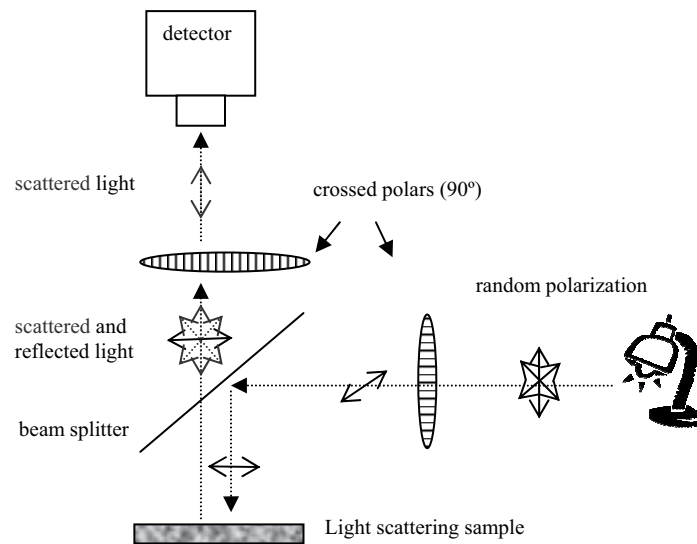 detector
scattered light
crossed polars (90º)
random polarization
scattered and
reflected light
beam splitter
Light scattering sample